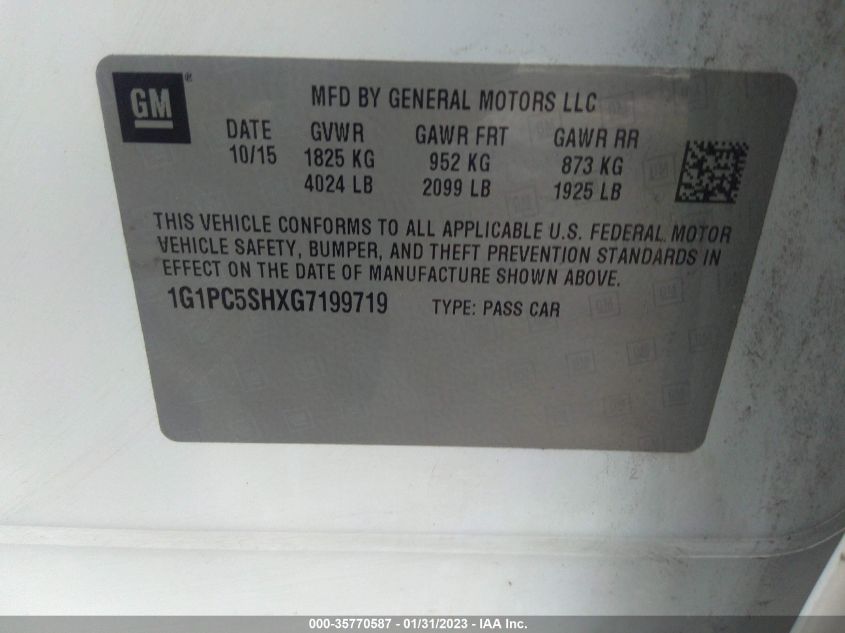 GM
®
MFD BY GENERAL MOTORS LLC
DATE GVWR GAWR FRT GAWR RR
10/15 1825 KG 952 KG 873 KG
4024 LB 2099 LB 1925 LB
THIS VEHICLE CONFORMS TO ALL APPLICABLE U.S. FEDERAL MOTOR
VEHICLE SAFETY, BUMPER, AND THEFT PREVENTION STANDARDS IN
EFFECT ON THE DATE OF MANUFACTURE SHOWN ABOVE.
1G1PC5SHXG7199719 TYPE: PASS CAR
000-35770587 - 01/31/2023 - IAA Inc.